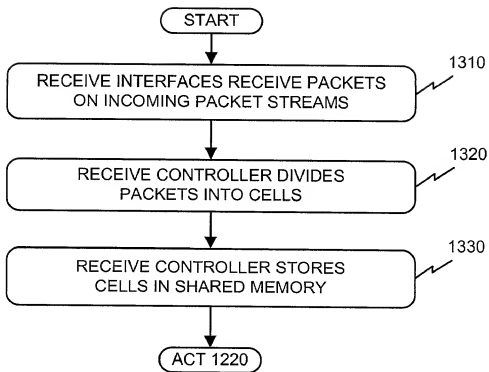 START
RECEIVE INTERFACES RECEIVE PACKETS
ON INCOMING PACKET STREAMS
1310
RECEIVE CONTROLLER DIVIDES
PACKETS INTO CELLS
1320
RECEIVE CONTROLLER STORES
CELLS IN SHARED MEMORY
1330
ACT 1220